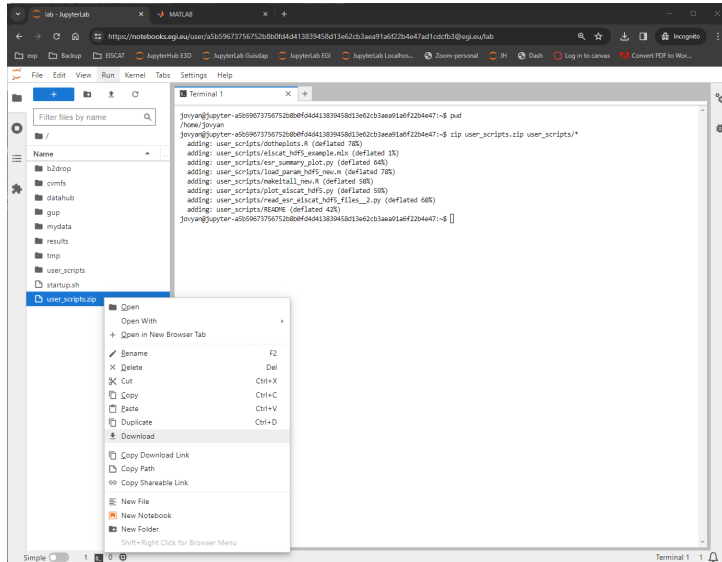 lab - JupyterLab
MATLAB
https://notebooks.egi.eu/user/a5b59673756752b8b0fd4d413839458d13e62cb3aea91a6f22b4e47ad1cdcfb3@egi.eu/lab
Incognito
exp
Backup
EISCAT
JupyterHub E3D
JupyterLab Guisdap
JupyterLab EGI
JupyterLab Localhos...
Zoom-personal
JH
Dash
Log in to canvas
Convert PDF to Wor...
File Edit View Run Kernel Tabs Settings Help
Filter files by name
/
Name
b2drop
cvmfs
datahub
gup
mydata
results
tmp
user_scripts
startup.sh
user_scripts.zip
Open
Open With
Open in New Browser Tab
Rename F2
Delete Del
Cut Ctrl+X
Copy Ctrl+C
Paste Ctrl+V
Duplicate Ctrl+D
Download
Copy Download Link
Copy Path
Copy Shareable Link
New File
New Notebook
New Folder
Shift+Right Click for Browser Menu
Terminal 1
jovyan@jupyter-a5b59673756752b8b0fd4d413839458d13e62cb3aea91a6f22b4e47:~$ pwd
/home/jovyan
jovyan@jupyter-a5b59673756752b8b0fd4d413839458d13e62cb3aea91a6f22b4e47:~$ zip user_scripts.zip user_scripts/*
adding: user_scripts/dotheplots.R (deflated 78%)
adding: user_scripts/eiscat_hdf5_example.mlx (deflated 1%)
adding: user_scripts/esr_summary_plot.py (deflated 64%)
adding: user_scripts/load_param_hdf5_new.m (deflated 78%)
adding: user_scripts/makeitall_new.R (deflated 58%)
adding: user_scripts/plot_eiscat_hdf5.py (deflated 59%)
adding: user_scripts/read_esr_eiscat_hdf5_files__2.py (deflated 68%)
adding: user_scripts/README (deflated 42%)
jovyan@jupyter-a5b59673756752b8b0fd4d413839458d13e62cb3aea91a6f22b4e47:~$
Simple 1 0
Terminal 1 1